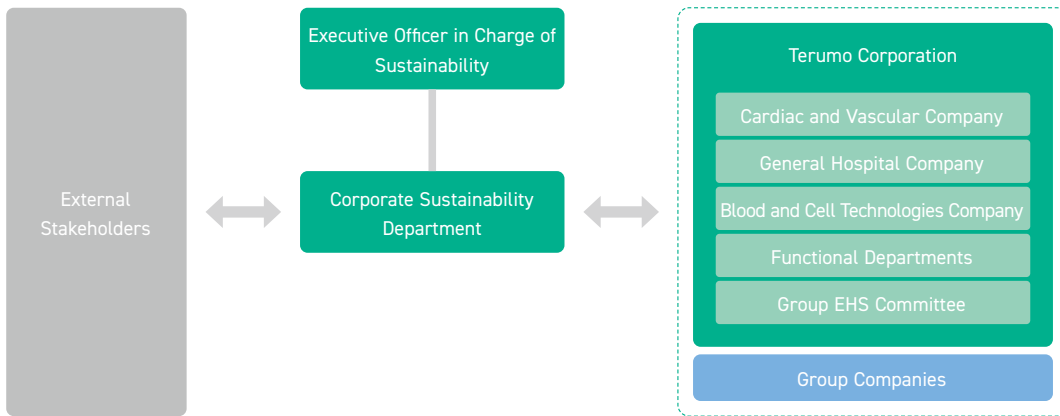 External
Stakeholders
Executive Officer in Charge of
Sustainability
Corporate Sustainability
Department
Terumo Corporation
Cardiac and Vascular Company
General Hospital Company
Blood and Cell Technologies Company
Functional Departments
Group EHS Committee
Group Companies